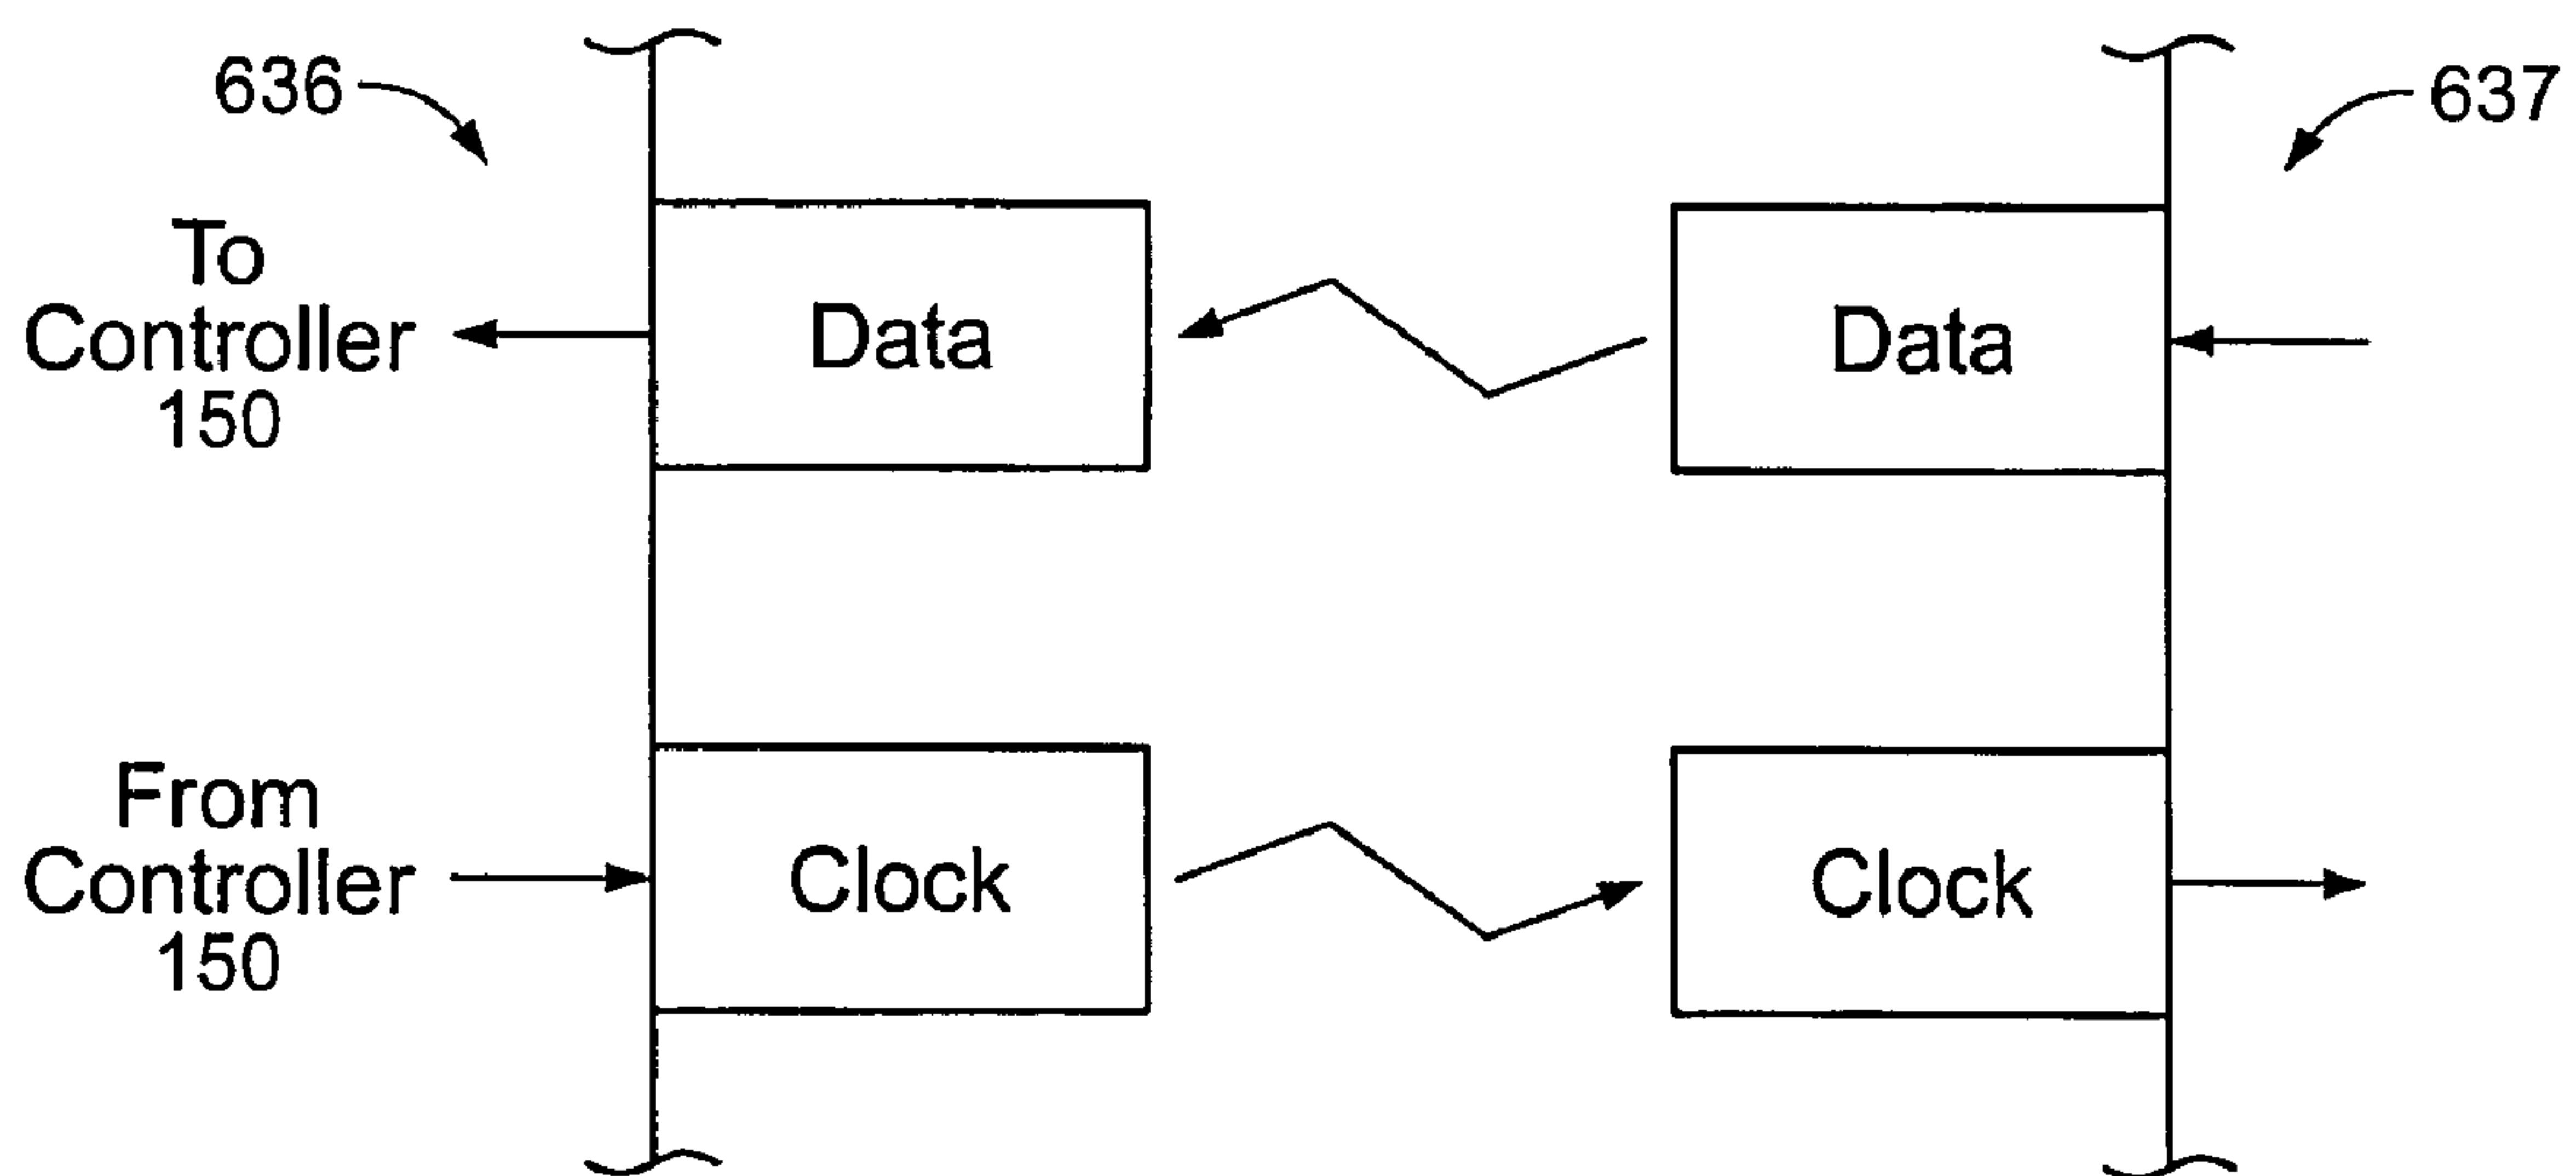 636
637
To
Controller
150
Data
Data
From
Controller
150
Clock
Clock